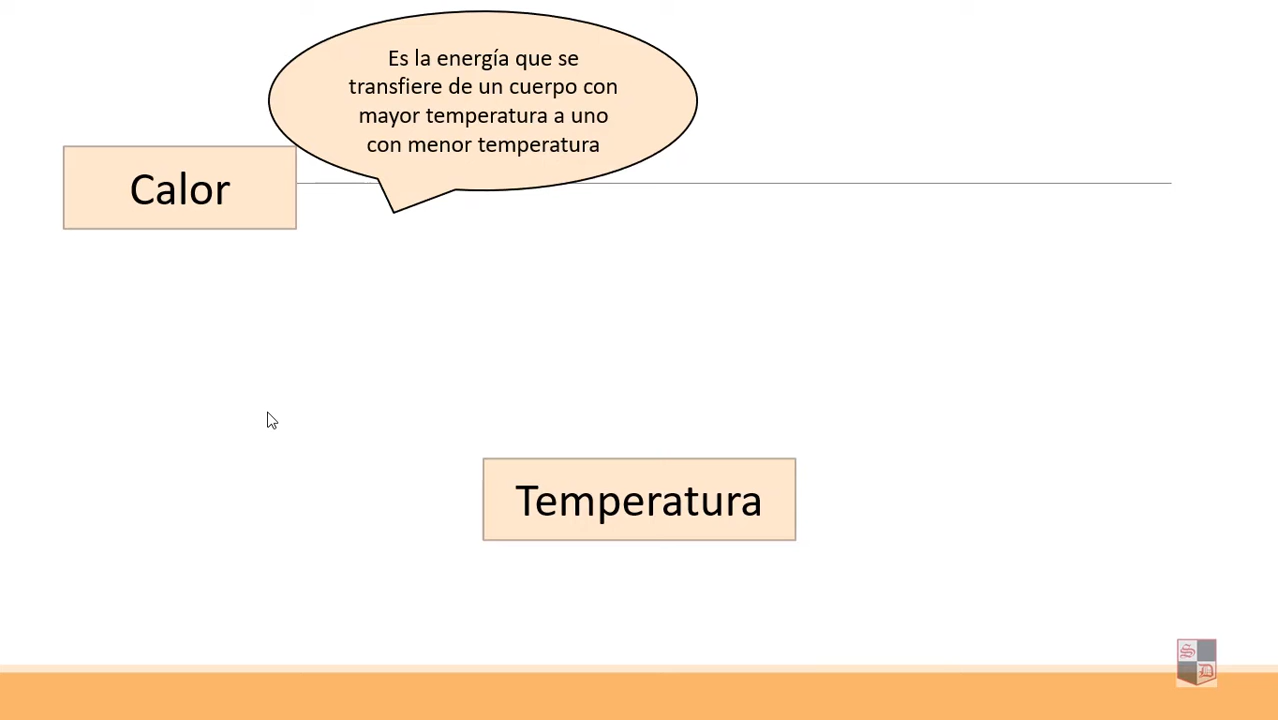 Es la energía que se
transfiere de un cuerpo con
mayor temperatura a uno
con menor temperatura
Calor
Temperatura
S
D